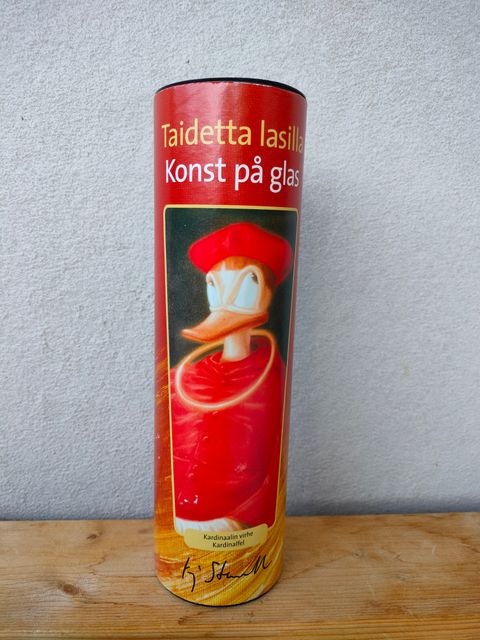 Taidetta lasilla
Konst på glas
Kardinaalin virhe
Kardinalfel